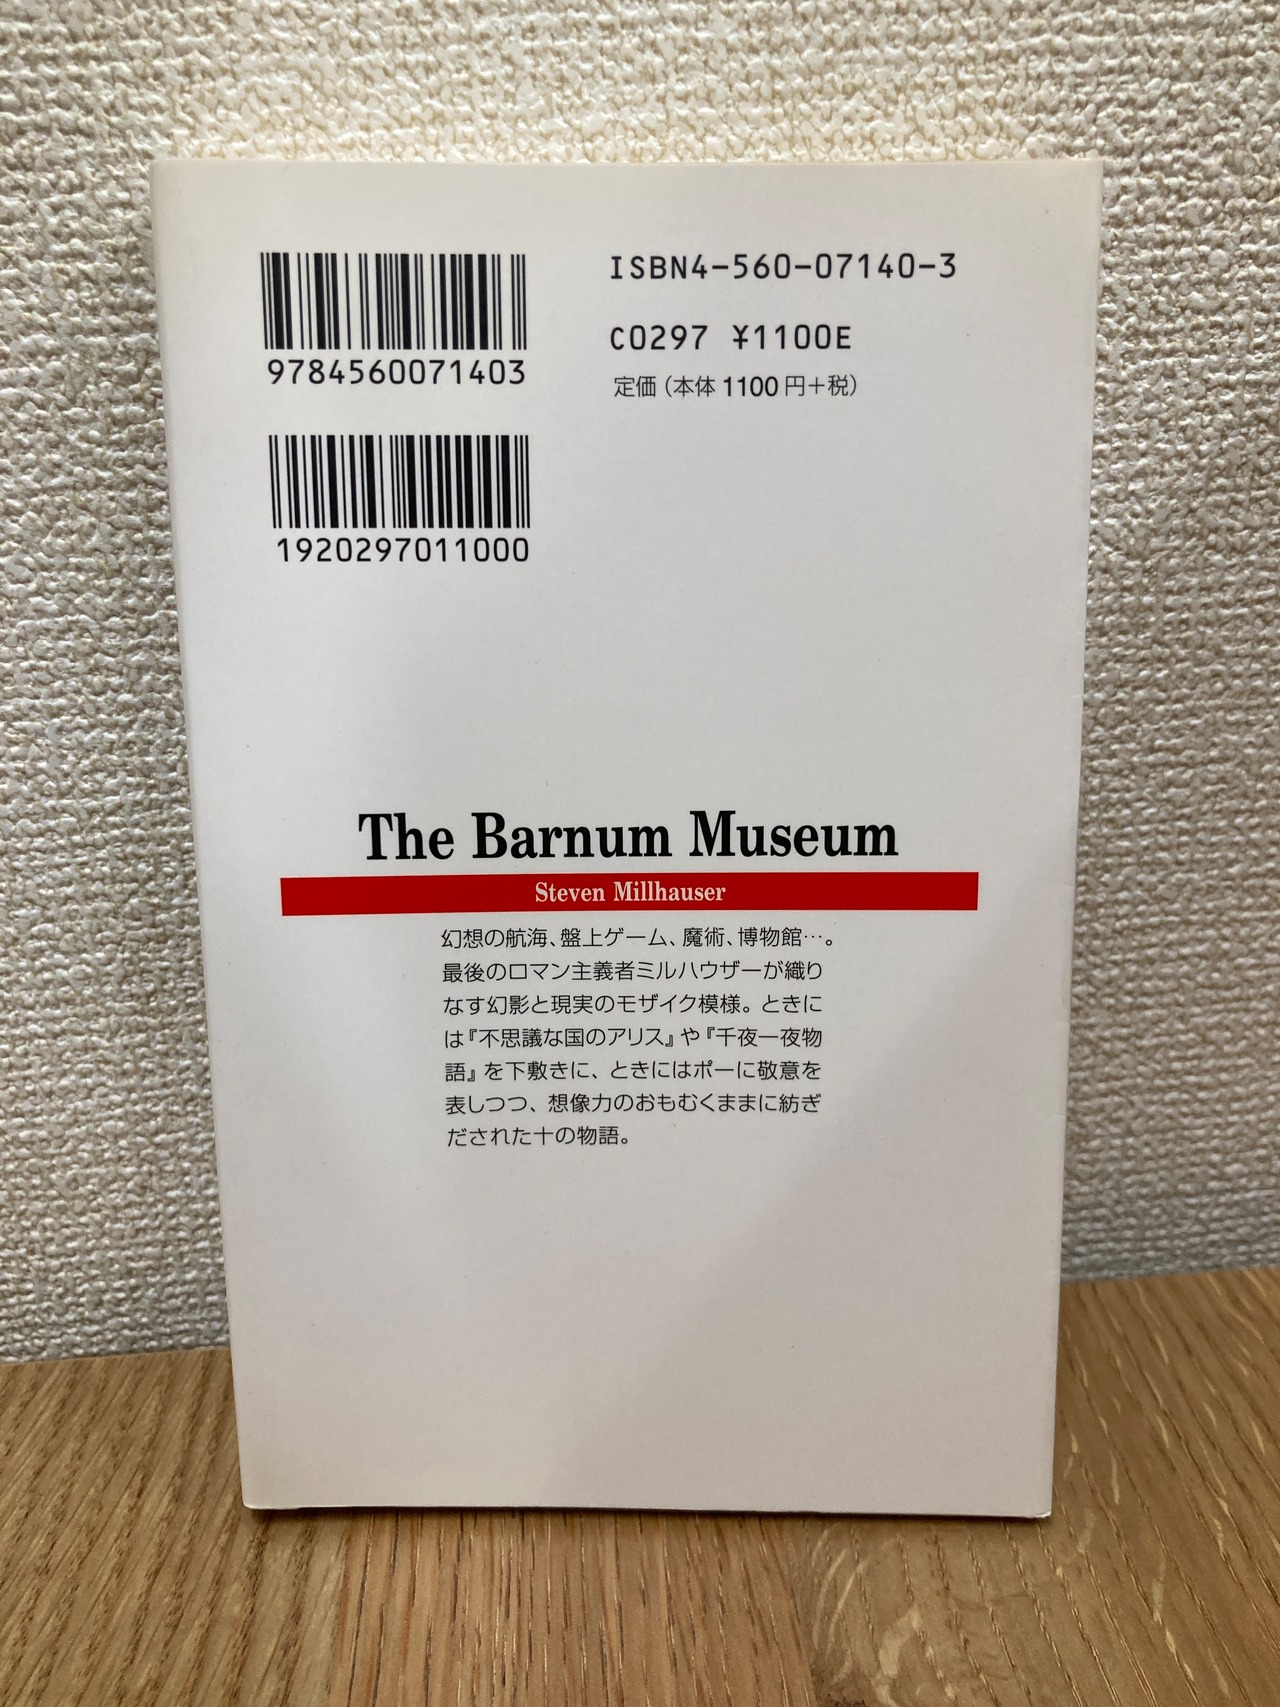 9784560071403
1920297011000
ISBN4-560-07140-3
C0297 ¥1100E
定価(本体1100円+税)
The Barnum Museum
Steven Millhauser
幻想の航海、盤上ゲーム、魔術、博物館…。
最後のロマン主義者ミルハウザーが織り
なす幻影と現実のモザイク模様。ときに
は『不思議な国のアリス』や『千夜一夜物
語』を下敷きに、ときにはポーに敬意を
表しつつ、想像力のおもむくままに紡ぎ
だされた十の物語。